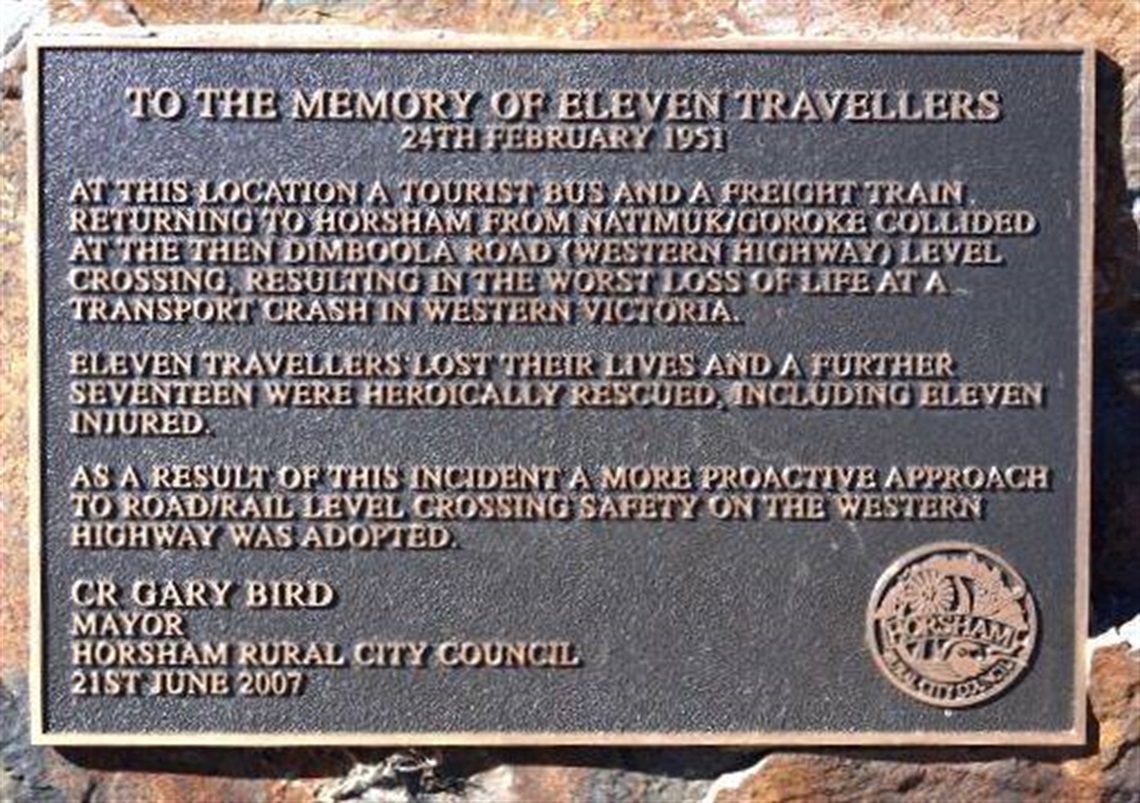 TO THE MEMORY OF ELEVEN TRAVELLERS
24TH FEBRUARY 1951
AT THIS LOCATION A TOURIST BUS AND A FREIGHT TRAIN
RETURNING TO HORSHAM FROM NATIMUK/GOROKE COLLIDED
AT THE THEN DIMBOOLA ROAD (WESTERN HIGHWAY) LEVEL
CROSSING, RESULTING IN THE WORST LOSS OF LIFE AT A
TRANSPORT CRASH IN WESTERN VICTORIA.
ELEVEN TRAVELLERS LOST THEIR LIVES AND A FURTHER
SEVENTEEN WERE HEROICALLY RESCUED, INCLUDING ELEVEN
INJURED.
AS A RESULT OF THIS INCIDENT A MORE PROACTIVE APPROACH
TO ROAD/RAIL LEVEL CROSSING SAFETY ON THE WESTERN
HIGHWAY WAS ADOPTED.
CR GARY BIRD
MAYOR
HORSHAM RURAL CITY COUNCIL
21ST JUNE 2007
HORSHAM
RURAL CITY COUNCIL